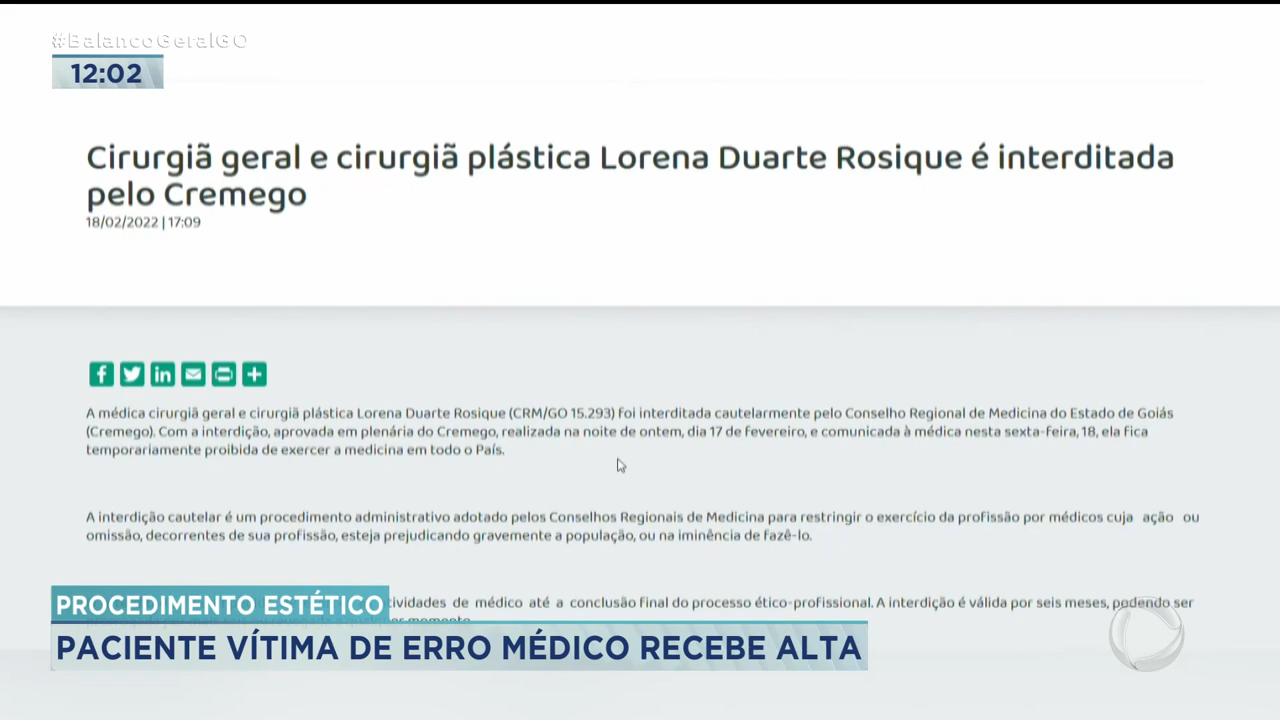 #BalancoGeralGO
12:02
Cirurgiã geral e cirurgiã plástica Lorena Duarte Rosique é interditada
pelo Cremego
18/02/2022 | 17:09
A médica cirurgiã geral e cirurgiã plástica Lorena Duarte Rosique (CRM/GO 15.293) foi interditada cautelarmente pelo Conselho Regional de Medicina do Estado de Goiás
(Cremego). Com a interdição, aprovada em plenária do Cremego, realizada na noite de ontem, dia 17 de fevereiro, e comunicada à médica nesta sexta-feira, 18, ela fica
temporariamente proibida de exercer a medicina em todo o País.
A interdição cautelar é um procedimento administrativo adotado pelos Conselhos Regionais de Medicina para restringir o exercício da profissão por médicos cuja ação ou
omissão, decorrentes de sua profissão, esteja prejudicando gravemente a população, ou na iminência de fazê-lo.
de médico até a conclusão final do processo ético-profissional. A interdição é válida por seis meses, podendo ser
PROCEDIMENTO ESTÉTICO
PACIENTE VÍTIMA DE ERRO MÉDICO RECEBE ALTA